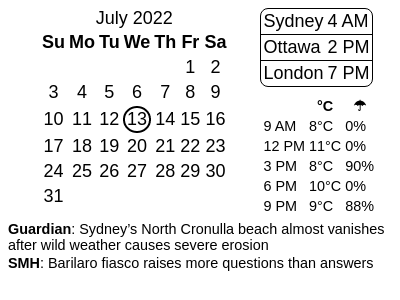 July 2022
Su Mo Tu We Th Fr Sa
1 2
3 4 5 6 7 8 9
10 11 12 13 14 15 16
17 18 19 20 21 22 23
24 25 26 27 28 29 30
31
Sydney 4 AM
Ottawa 2 PM
London 7 PM
°C ☂
9 AM 8°C 0%
12 PM 11°C 0%
3 PM 8°C 90%
6 PM 10°C 0%
9 PM 9°C 88%
Guardian: Sydney's North Cronulla beach almost vanishes
after wild weather causes severe erosion
SMH: Barilaro fiasco raises more questions than answers